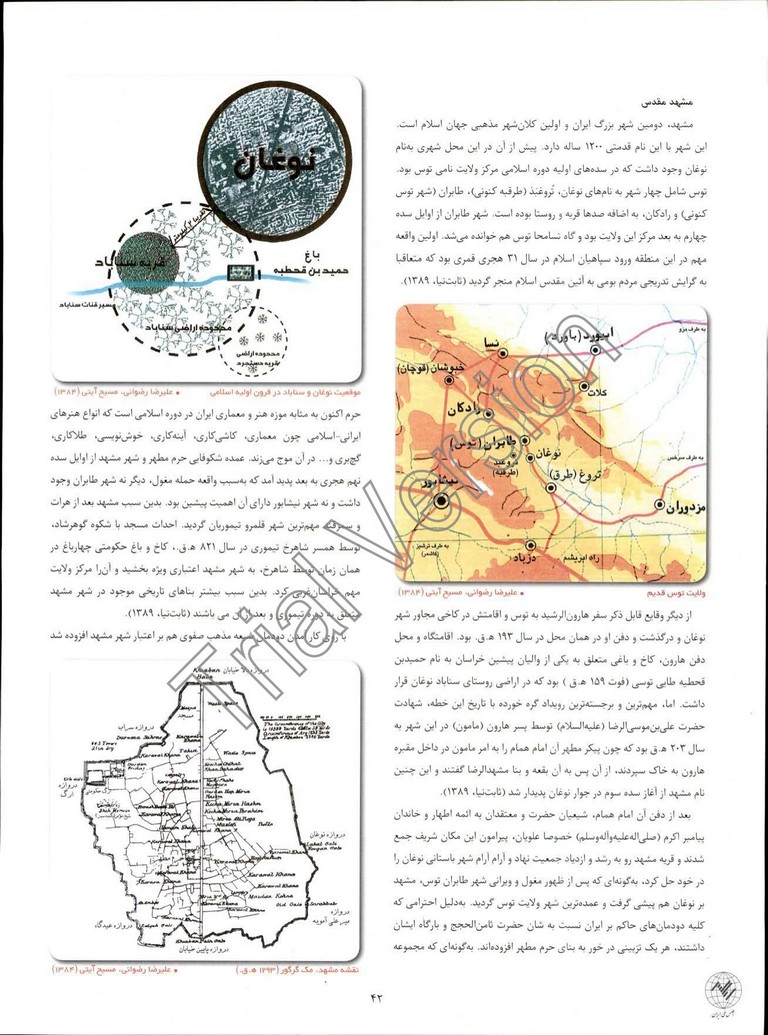 مشهد مقدس
مشهد، دومین شهر بزرگ ایران و اولین کلان‌شهر مذهبی جهان اسلام است.
این شهر با این نام قدمتی ۱۲۰۰ ساله دارد. پیش از آن در این محل شهری به‌نام
نوغان وجود داشت که در سده‌های اولیه دوره اسلامی مرکز ولایت نامی توس بود.
توس شامل چهار شهر به نام‌های نوغان، تُروغبَذ (طرقبه کنونی)، طابران (شهر توس
کنونی) و رادکان، به اضافه صدها قریه و روستا بوده است. شهر طابران از اوایل سده
چهارم به بعد مرکز این ولایت بود و گاه تسامحا توس هم خوانده می‌شد. اولین واقعه
مهم در این منطقه ورود سپاهیان اسلام در سال ۳۱ هجری قمری بود که متعاقبا
به گرایش تدریجی مردم بومی به آئین مقدس اسلام منجر گردید (ثابت‌نیا، ۱۳۸۹).
ابیورد (باورد)
به طرف مرو
نسا
خبوشان (قوچان)
کلات
رادکان
طابران (توس)
نوغان
تروغبد
(طرقبه)
به طرف سرخس
نیشابور
تروغ (طرق)
مزدوران
به طرف ترشیز
(کاشمر)
راه ابریشم
دزباد
ولایت توس قدیم
• علیرضا رضوانی، مسیح آیتی (۱۳۸۴)
از دیگر وقایع قابل ذکر سفر هارون‌الرشید به توس و اقامتش در کاخی مجاور شهر
نوغان و درگذشت و دفن او در همان محل در سال ۱۹۳ ه.ق. بود. اقامتگاه و محل
دفن هارون، کاخ و باغی متعلق به یکی از والیان پیشین خراسان به نام حمیدبن
قحطبه طایی توسی (فوت ۱۵۹ ه.ق ) بود که در اراضی روستای سناباد نوغان قرار
داشت. اما، مهم‌ترین و برجسته‌ترین رویداد گره خورده با تاریخ این خطه، شهادت
حضرت علی‌بن‌موسی‌الرضا (علیه‌السلام) توسط پسر هارون (مامون) در این شهر به
سال ۲۰۳ ه.ق بود که چون پیکر مطهر آن امام همام را به امر مامون در داخل مقبره
هارون به خاک سپردند، از آن پس به آن بقعه و بنا مشهدالرضا گفتند و این چنین
نام مشهد از آغاز سده سوم در جوار نوغان پدیدار شد (ثابت‌نیا، ۱۳۸۹).
بعد از دفن آن امام همام، شیعیان حضرت و معتقدان به ائمه اطهار و خاندان
پیامبر اکرم (صلی‌اله‌علیه‌وآله‌وسلم) خصوصا علویان، پیرامون این مکان شریف جمع
شدند و قریه مشهد رو به رشد و ازدیاد جمعیت نهاد و آرام آرام شهر باستانی نوغان را
در خود حل کرد، به‌گونه‌ای که پس از ظهور مغول و ویرانی شهر طابران توس، مشهد
بر نوغان هم پیشی گرفت و عمده‌ترین شهر ولایت توس گردید. به‌دلیل احترامی که
کلیه دودمان‌های حاکم بر ایران نسبت به شان حضرت ثامن‌الحجج و بارگاه ایشان
داشتند، هر یک تزیینی در خور به بنای حرم مطهر افزوده‌اند. به‌گونه‌ای که مجموعه
نوغان
قریه سناباد
باغ
حمید بن قحطبه
مسیر قنات سناباد
محدوده اراضی سناباد
محدوده اراضی
موقعیت نوغان و سناباد در قرون اولیه اسلامی
• علیرضا رضوانی، مسیح آیتی (۱۳۸۴)
حرم اکنون به مثابه موزه هنر و معماری ایران در دوره اسلامی است که انواع هنرهای
ایرانی-اسلامی چون معماری، کاشی‌کاری، آینه‌کاری، خوش‌نویسی، طلاکاری،
گچ‌بری و... در آن موج می‌زند. عمده شکوفایی حرم مطهر و شهر مشهد از اوایل سده
نهم هجری به بعد پدید آمد که به‌سبب واقعه حمله مغول، دیگر نه شهر طابران وجود
داشت و نه شهر نیشابور دارای آن اهمیت پیشین بود. بدین سبب مشهد بعد از هرات
و سمرقند مهم‌ترین شهر قلمرو تیموریان گردید. احداث مسجد با شکوه گوهرشاد،
توسط همسر شاهرخ تیموری در سال ۸۲۱ ه.ق.، کاخ و باغ حکومتی چهارباغ در
همان زمان توسط شاهرخ، به شهر مشهد اعتباری ویژه بخشید و آن‌را مرکز ولایت
مهم خراسان‌غربی کرد. بدین سبب بیشتر بناهای تاریخی موجود در شهر مشهد
متعلق به دوره تیموری و بعد از آن می باشند (ثابت‌نیا، ۱۳۸۹).
با روی کار آمدن دودمان شیعه مذهب صفوی هم بر اعتبار شهر مشهد افزوده شد
دروازه بالا خیابان
دروازه سراب
دروازه
ارگ
دروازه نوغان
دروازه
میرعلی آمویه
دروازه عیدگاه
دروازه پایین خیابان
Waste Space
Karawal Khana
Maidan Kohna
Old Gate
نقشه مشهد، مک گرگور (۱۲۹۳ ه.ق.)
• علیرضا رضوانی، مسیح آیتی (۱۳۸۴)
۴۲
Trial Version